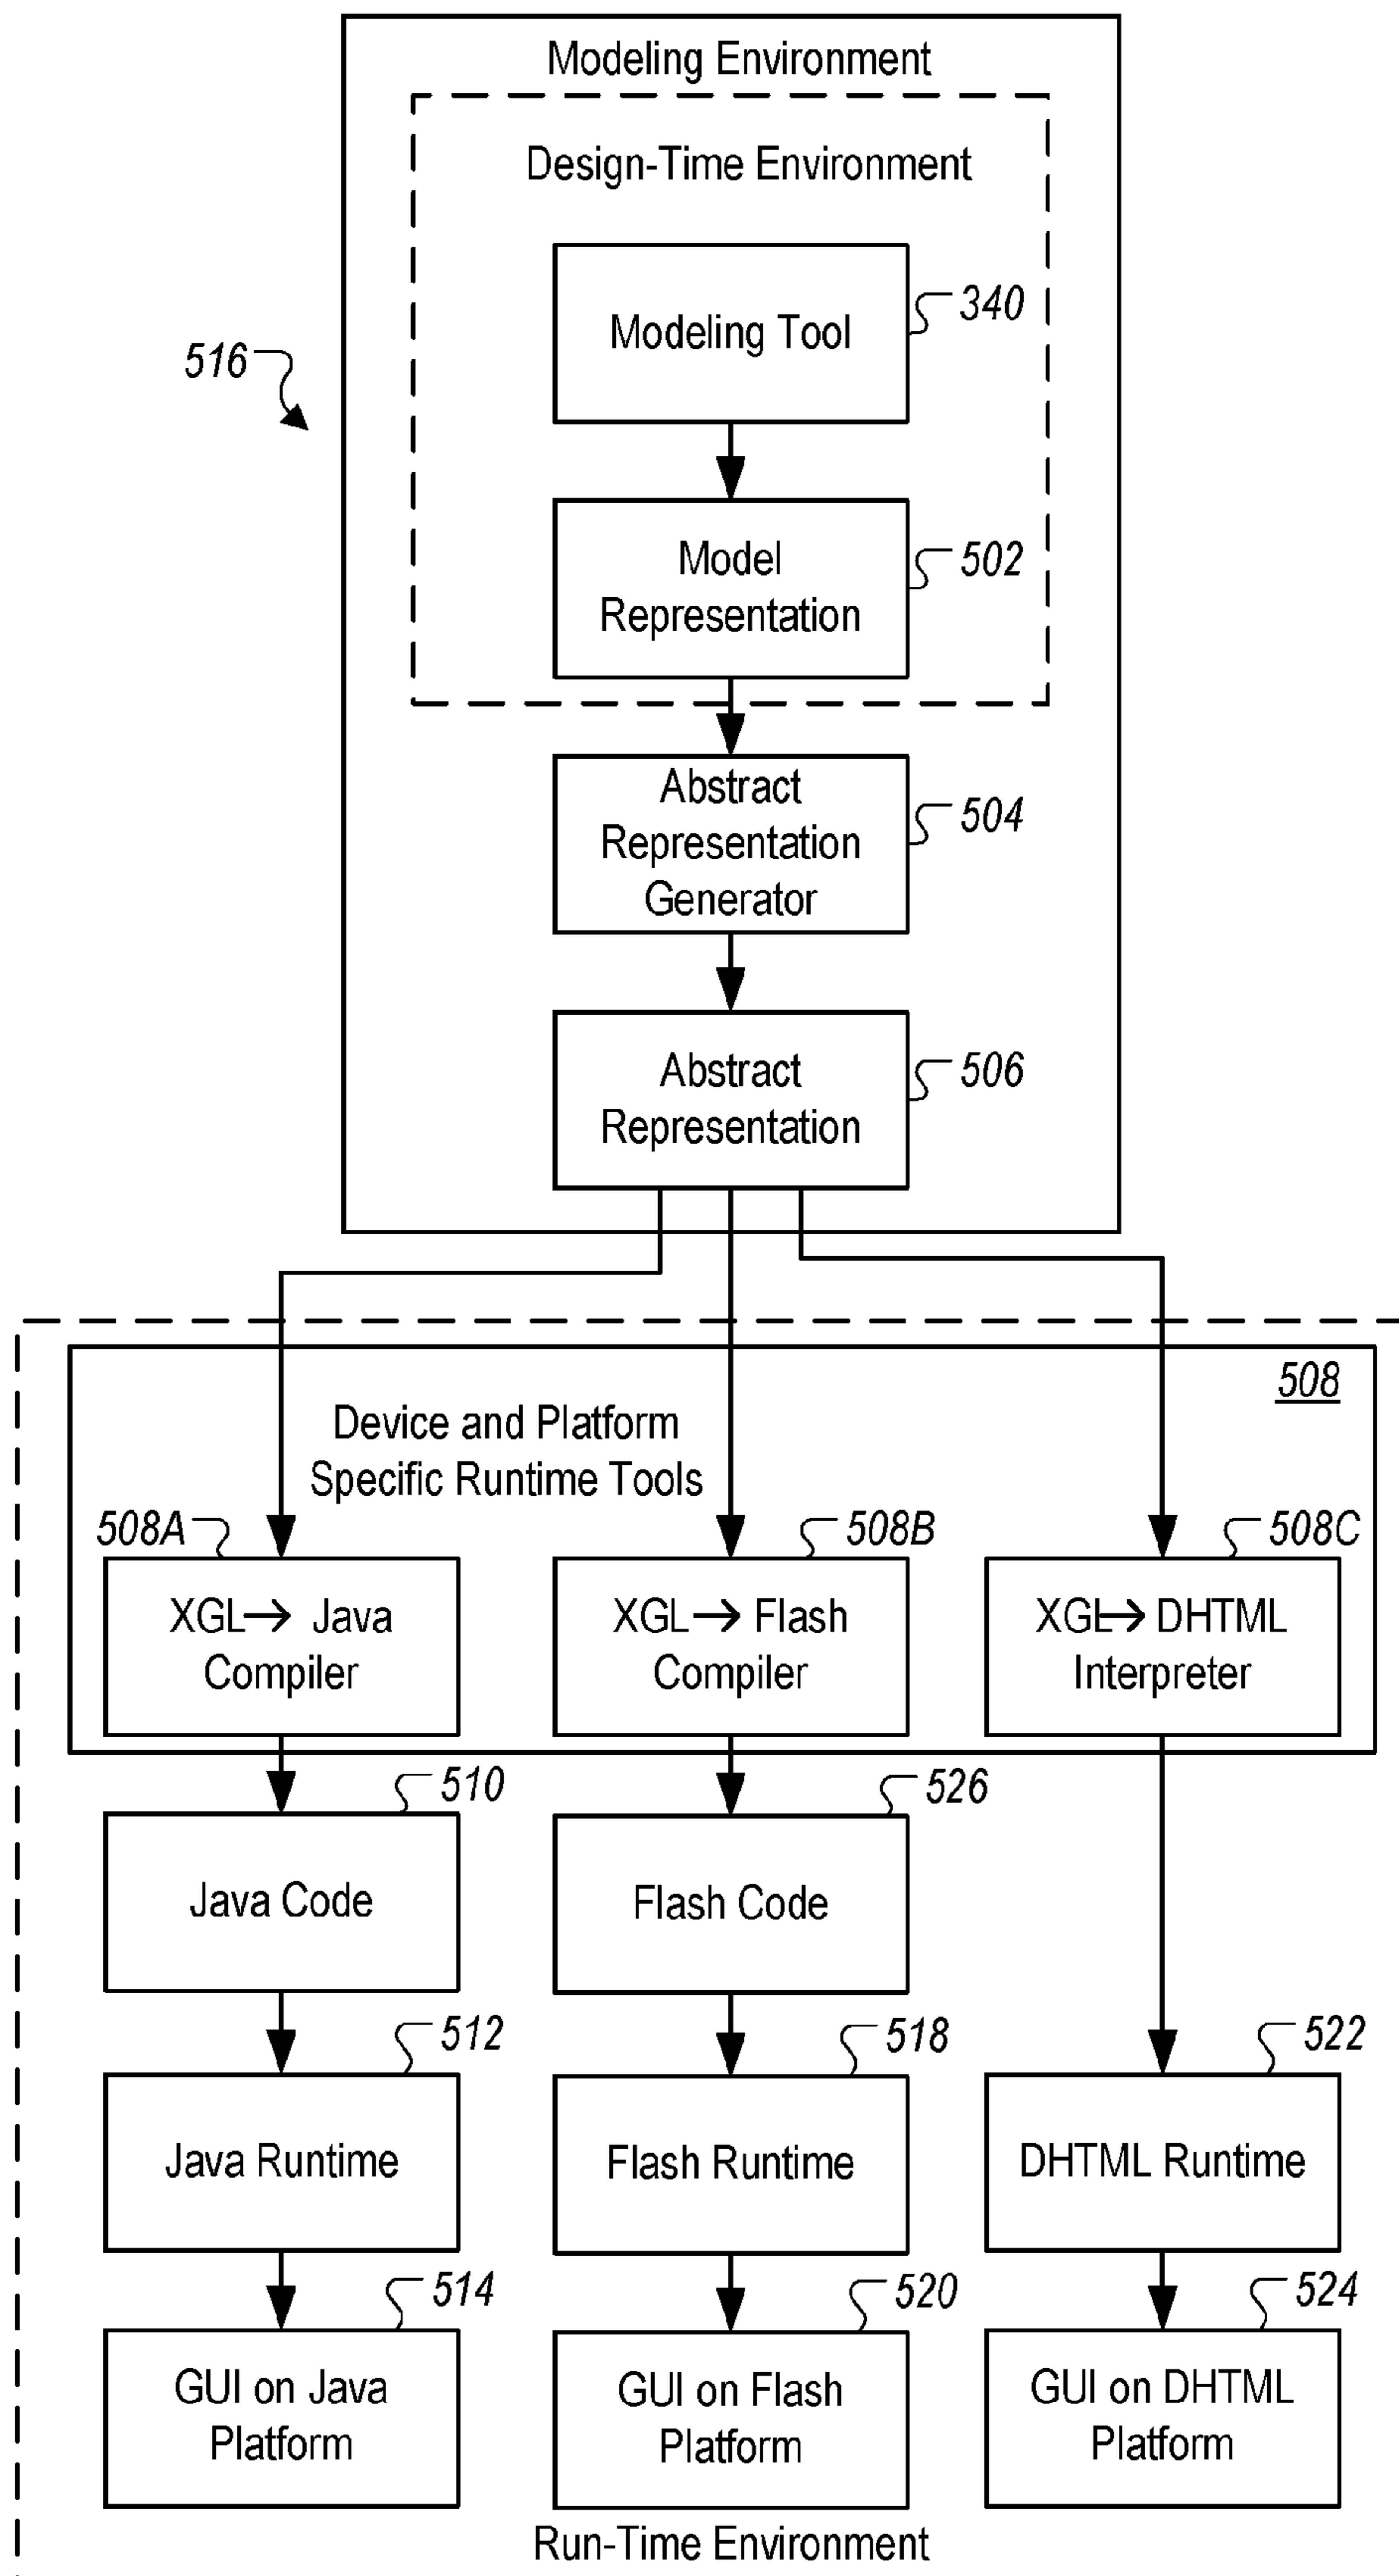 Modeling Environment
Design-Time Environment
Modeling Tool
340
516
Model
Representation
502
Abstract
Representation
Generator
504
Abstract
Representation
506
508
Device and Platform
Specific Runtime Tools
508A
508B
508C
XGL→ Java
Compiler
XGL→ Flash
Compiler
XGL→ DHTML
Interpreter
510
526
Java Code
Flash Code
512
518
522
Java Runtime
Flash Runtime
DHTML Runtime
514
520
524
GUI on Java
Platform
GUI on Flash
Platform
GUI on DHTML
Platform
Run-Time Environment